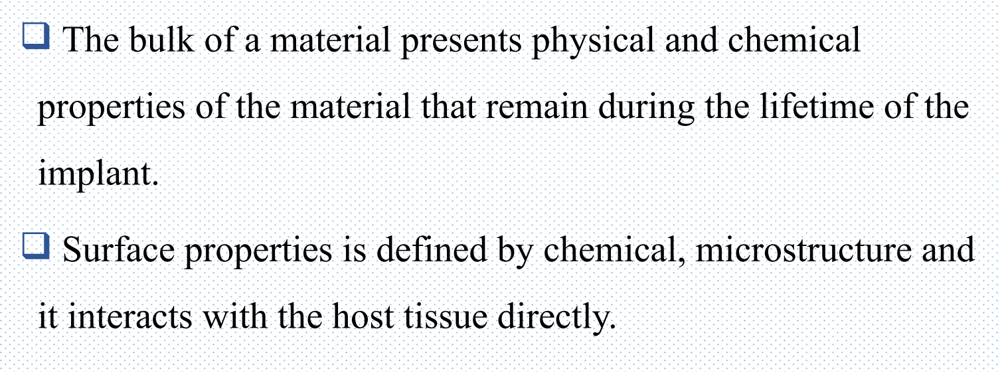 ❑ The bulk of a material presents physical and chemical
properties of the material that remain during the lifetime of the
implant.
❑ Surface properties is defined by chemical, microstructure and
it interacts with the host tissue directly.